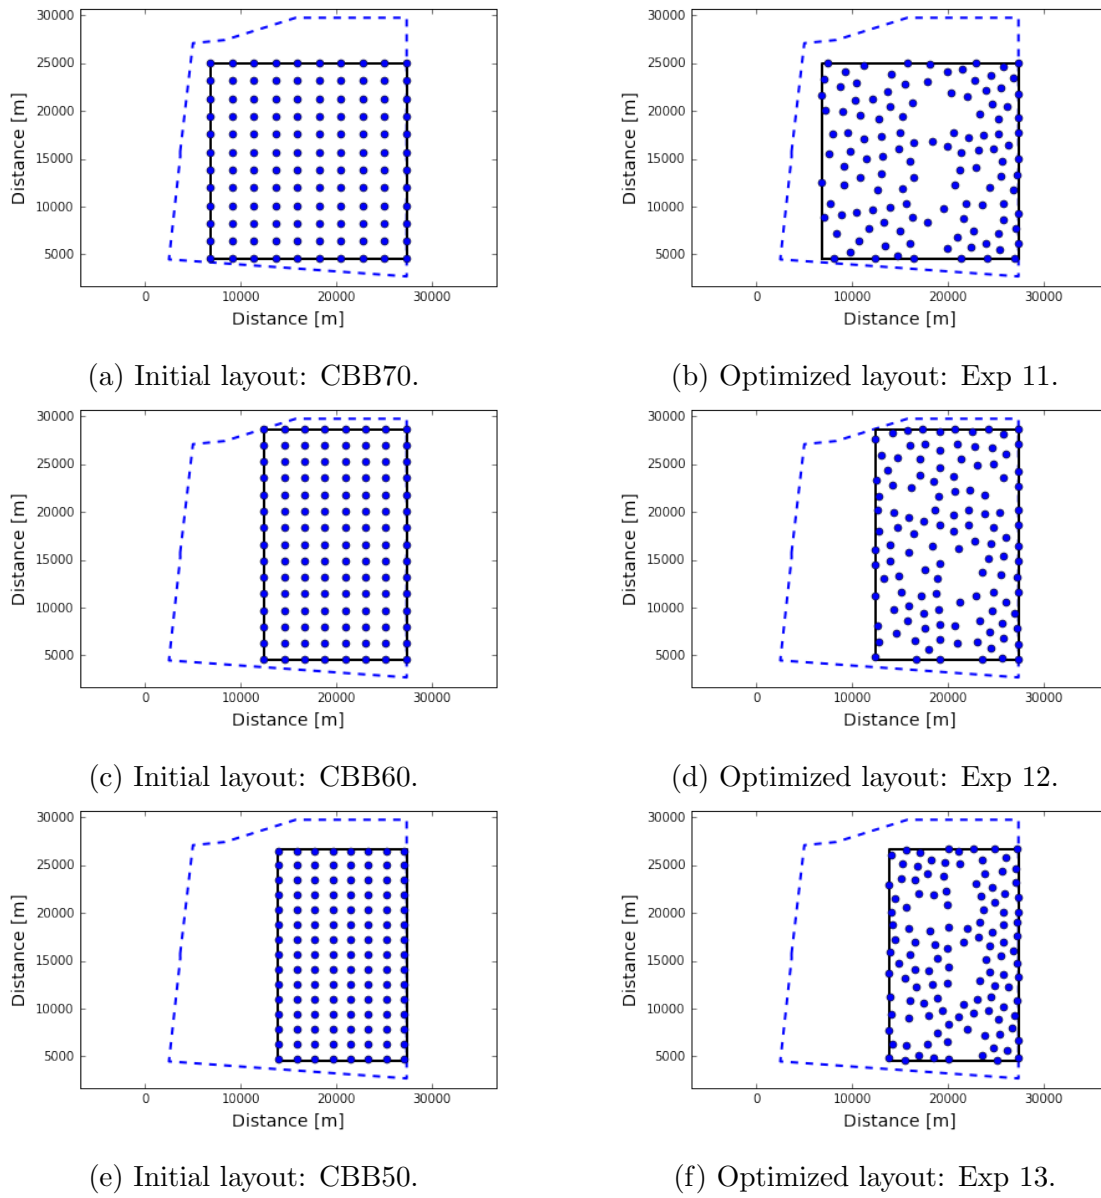 30000
25000
20000
15000
10000
5000
Distance [m]
0 10000 20000 30000
Distance [m]
(a) Initial layout: CBB70.
30000
25000
20000
15000
10000
5000
Distance [m]
0 10000 20000 30000
Distance [m]
(b) Optimized layout: Exp 11.
30000
25000
20000
15000
10000
5000
Distance [m]
0 10000 20000 30000
Distance [m]
(c) Initial layout: CBB60.
30000
25000
20000
15000
10000
5000
Distance [m]
0 10000 20000 30000
Distance [m]
(d) Optimized layout: Exp 12.
30000
25000
20000
15000
10000
5000
Distance [m]
0 10000 20000 30000
Distance [m]
(e) Initial layout: CBB50.
30000
25000
20000
15000
10000
5000
Distance [m]
0 10000 20000 30000
Distance [m]
(f) Optimized layout: Exp 13.